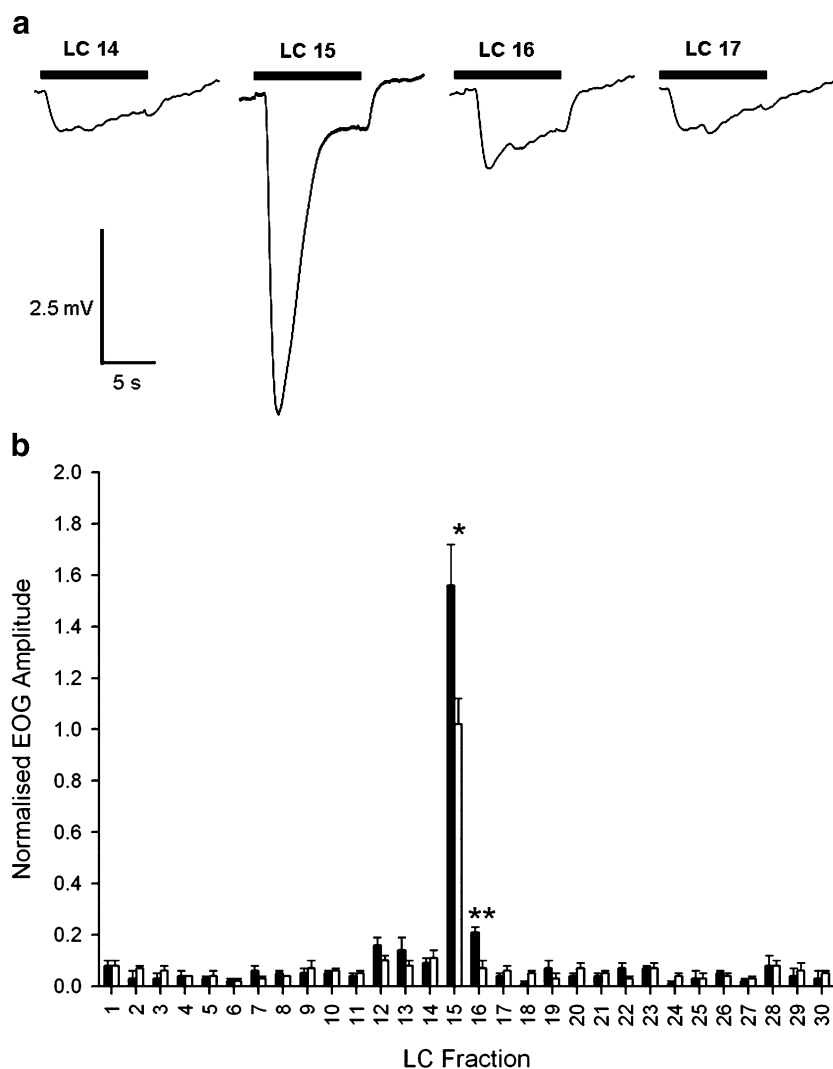 a
LC 14
LC 15
LC 16
LC 17
2.5 mV
5 s
b
Normalised EOG Amplitude
2.0
1.8
1.6
1.4
1.2
1.0
0.8
0.6
0.4
0.2
0.0
*
**
1 2 3 4 5 6 7 8 9 10 11 12 13 14 15 16 17 18 19 20 21 22 23 24 25 26 27 28 29 30
LC Fraction